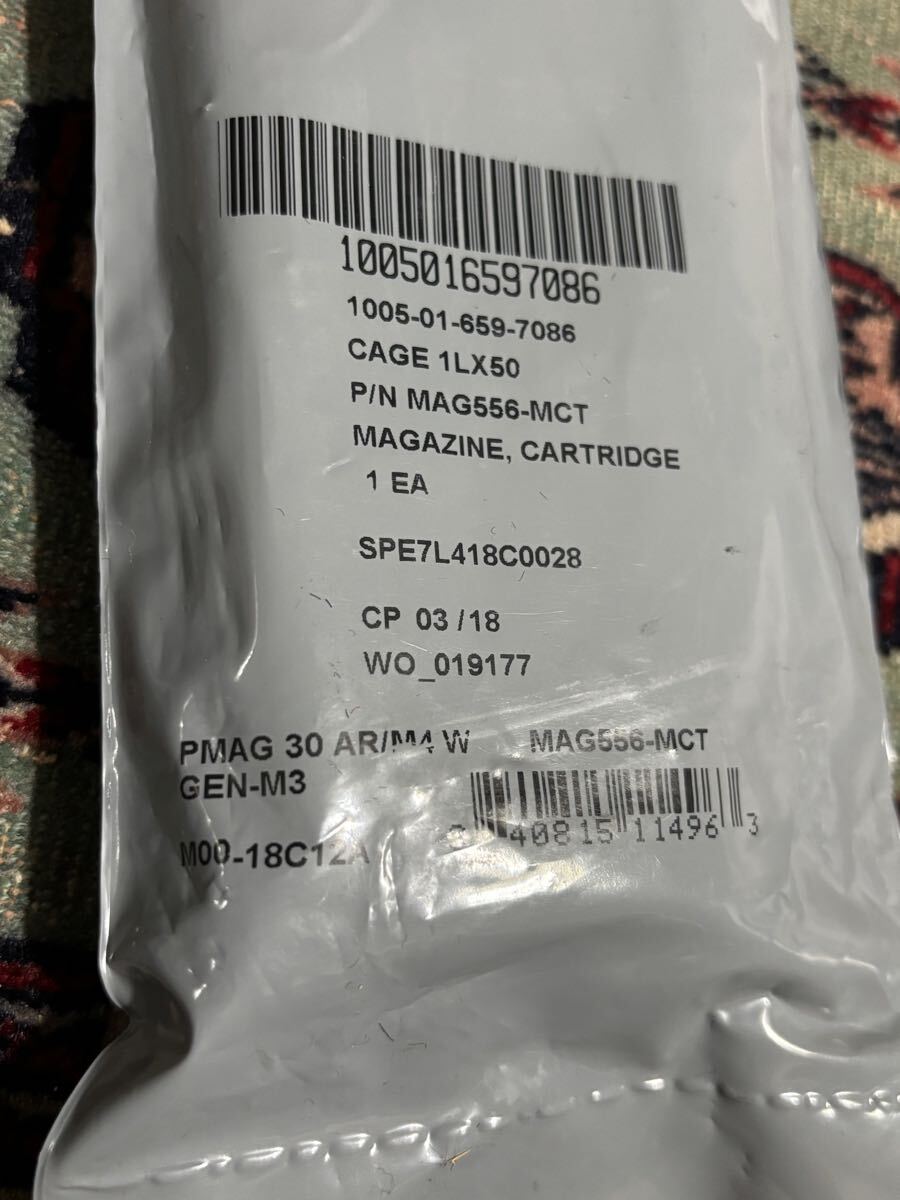 1005016597086
1005-01-659-7086
CAGE 1LX50
P/N MAG556-MCT
MAGAZINE, CARTRIDGE
1 EA
SPE7L418C0028
CP 03/18
WO_019177
PMAG 30 AR/M4 W
GEN-M3
MAG556-MCT
M00-18C12A
40815 11496 3